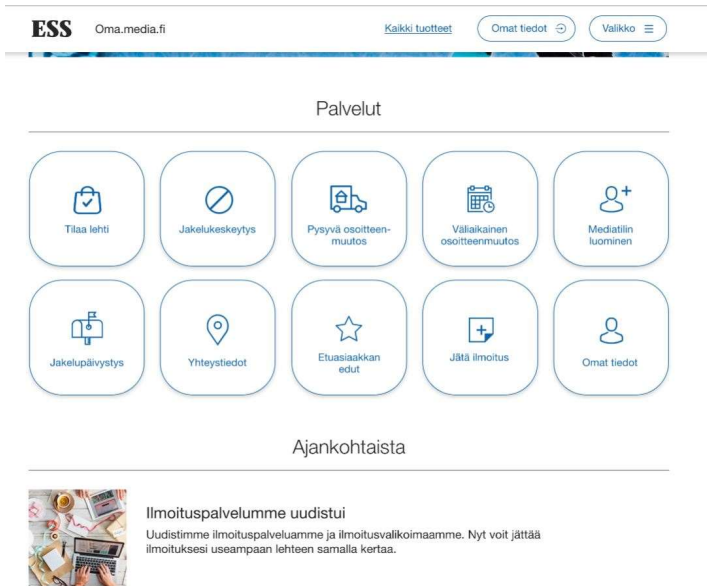 ESS Oma.media.fi Kaikki tuotteet Omat tiedot Valikko
Palvelut
Tilaa lehti
Jakelukeskeytys
Pysyvä osoitteen-
muutos
Väliaikainen
osoitteenmuutos
Mediatilin
luominen
Jakelupäivystys
Yhteystiedot
Etuasiakkan
edut
Jätä ilmoitus
Omat tiedot
Ajankohtaista
Ilmoituspalvelumme uudistui
Uudistimme ilmoituspalveluamme ja ilmoitusvalikoimaamme. Nyt voit jättää
ilmoituksesi useampaan lehteen samalla kertaa.